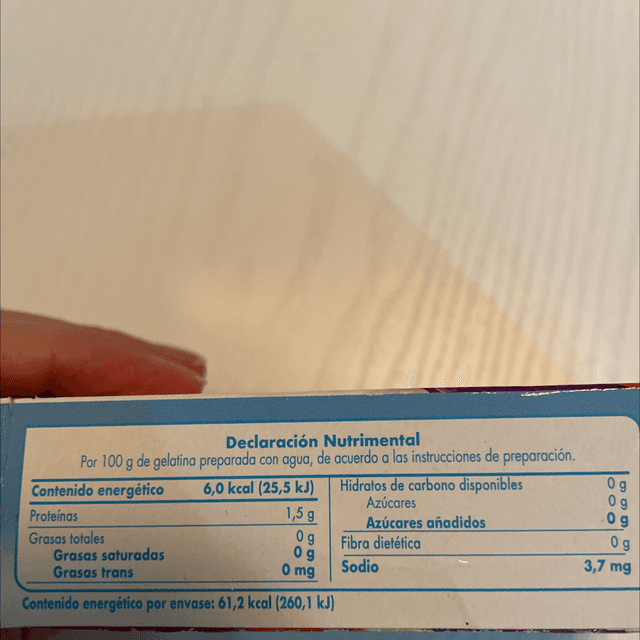 Declaración Nutrimental
Por 100 g de gelatina preparada con agua, de acuerdo a las instrucciones de preparación.
Contenido energético 6,0 kcal (25,5 kJ)
Proteínas 1,5 g
Grasas totales 0 g
Grasas saturadas 0 g
Grasas trans 0 mg
Hidratos de carbono disponibles 0 g
Azúcares 0 g
Azúcares añadidos 0 g
Fibra dietética 0 g
Sodio 3,7 mg
Contenido energético por envase: 61,2 kcal (260,1 kJ)